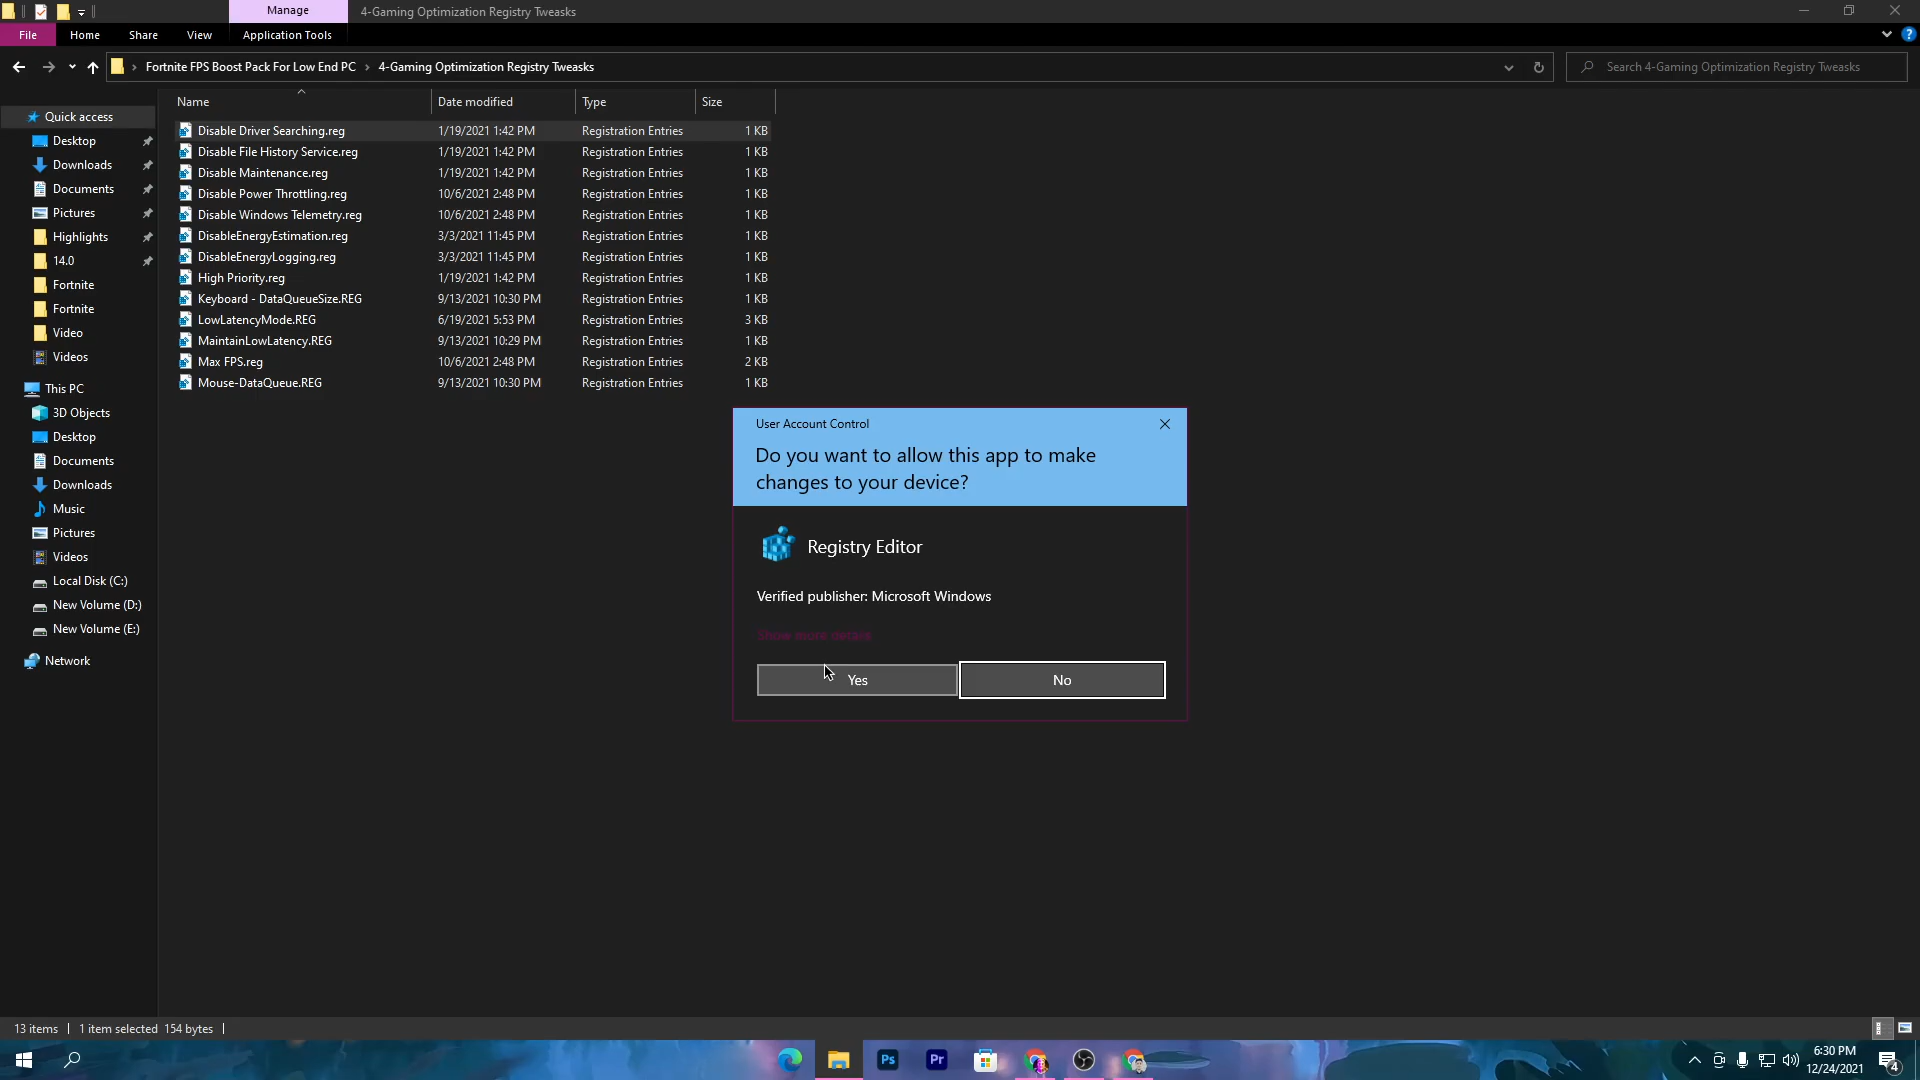 Manage
4-Gaming Optimization Registry Tweasks
File
Home
Share
View
Application Tools
Fortnite FPS Boost Pack For Low End PC
4-Gaming Optimization Registry Tweasks
Search 4-Gaming Optimization Registry Tweasks
Name
Date modified
Type
Size
Disable Driver Searching.reg 1/19/2021 1:42 PM Registration Entries 1 KB
Disable File History Service.reg 1/19/2021 1:42 PM Registration Entries 1 KB
Disable Maintenance.reg 1/19/2021 1:42 PM Registration Entries 1 KB
Disable Power Throttling.reg 10/6/2021 2:48 PM Registration Entries 1 KB
Disable Windows Telemetry.reg 10/6/2021 2:48 PM Registration Entries 1 KB
DisableEnergyEstimation.reg 3/3/2021 11:45 PM Registration Entries 1 KB
DisableEnergyLogging.reg 3/3/2021 11:45 PM Registration Entries 1 KB
High Priority.reg 1/19/2021 1:42 PM Registration Entries 1 KB
Keyboard - DataQueueSize.REG 9/13/2021 10:30 PM Registration Entries 1 KB
LowLatencyMode.REG 6/19/2021 5:53 PM Registration Entries 3 KB
MaintainLowLatency.REG 9/13/2021 10:29 PM Registration Entries 1 KB
Max FPS.reg 10/6/2021 2:48 PM Registration Entries 2 KB
Mouse-DataQueue.REG 9/13/2021 10:30 PM Registration Entries 1 KB
Quick access
Desktop
Downloads
Documents
Pictures
Highlights
14.0
Fortnite
Fortnite
Video
Videos
This PC
3D Objects
Desktop
Documents
Downloads
Music
Pictures
Videos
Local Disk (C:)
New Volume (D:)
New Volume (E:)
Network
User Account Control
Do you want to allow this app to make
changes to your device?
Registry Editor
Verified publisher: Microsoft Windows
Show more details
Yes
No
13 items
1 item selected 154 bytes
Ps
Pr
6:30 PM
12/24/2021
4